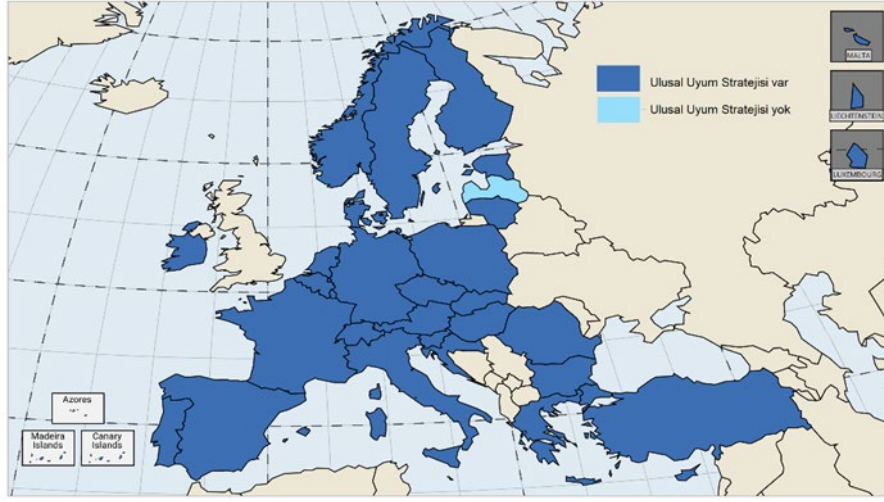 Ulusal Uyum Stratejisi var
Ulusal Uyum Stratejisi yok
MALTA
LIECHTENSTEIN
LUXEMBOURG
Azores
Madeira
Islands
Canary
Islands